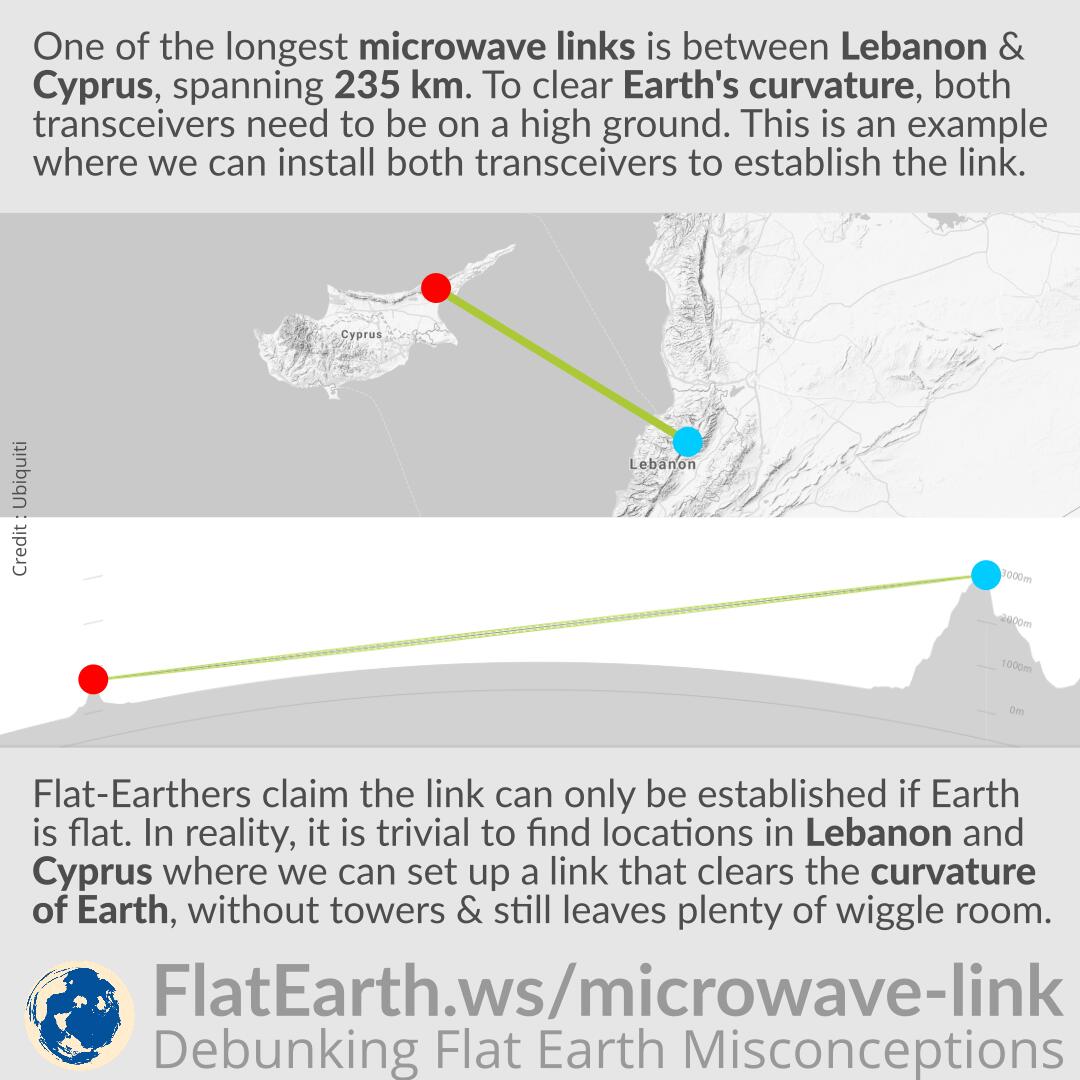 One of the longest microwave links is between Lebanon &
Cyprus, spanning 235 km. To clear Earth's curvature, both
transceivers need to be on a high ground. This is an example
where we can install both transceivers to establish the link.
Cyprus
Lebanon
Credit : Ubiquiti
3000m
2000m
1000m
0m
Flat-Earthers claim the link can only be established if Earth
is flat. In reality, it is trivial to find locations in Lebanon and
Cyprus where we can set up a link that clears the curvature
of Earth, without towers & still leaves plenty of wiggle room.
FlatEarth.ws/microwave-link
Debunking Flat Earth Misconceptions